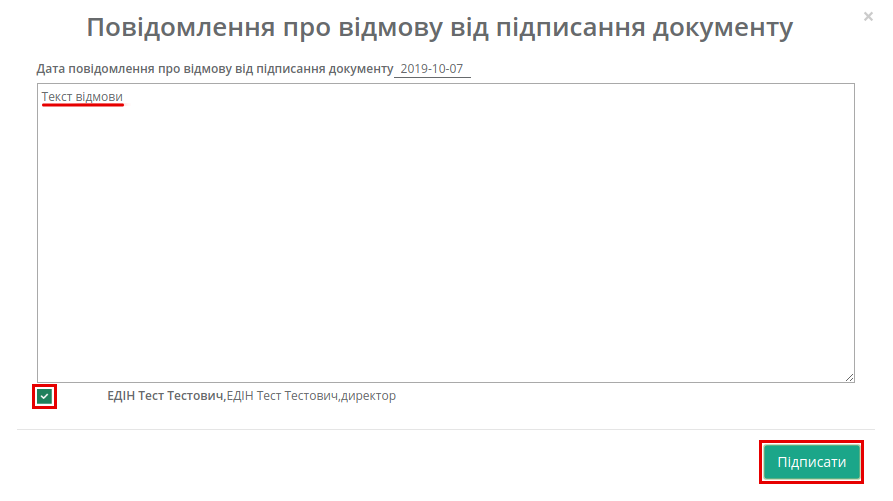 Повідомлення про відмову від підписання документу
×
Дата повідомлення про відмову від підписання документу 2019-10-07
Текст відмови
ЕДІН Тест Тестович,ЕДІН Тест Тестович,директор
Підписати